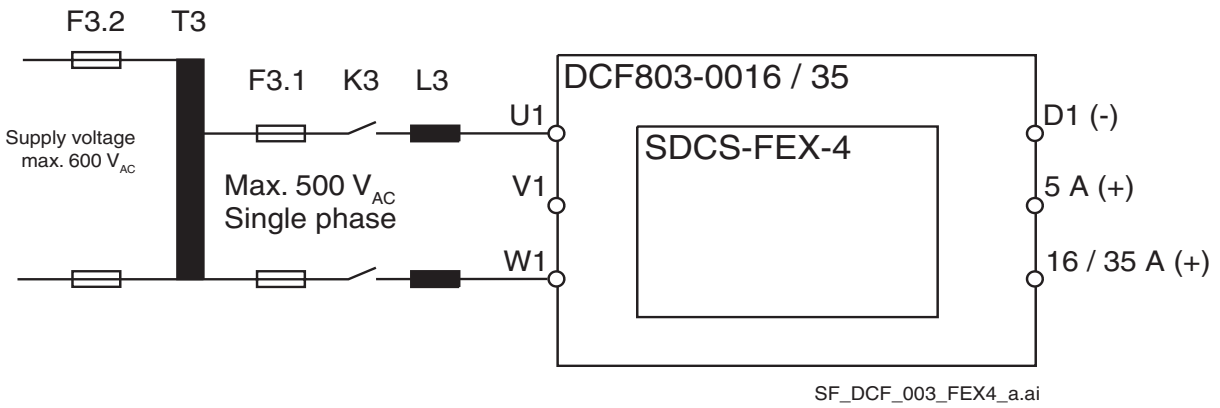 F3.2 T3
F3.1 K3 L3
Supply voltage
max. 600 V_AC
Max. 500 V_AC
Single phase
U1
V1
W1
DCF803-0016 / 35
SDCS-FEX-4
D1 (-)
5 A (+)
16 / 35 A (+)
SF_DCF_003_FEX4_a.ai